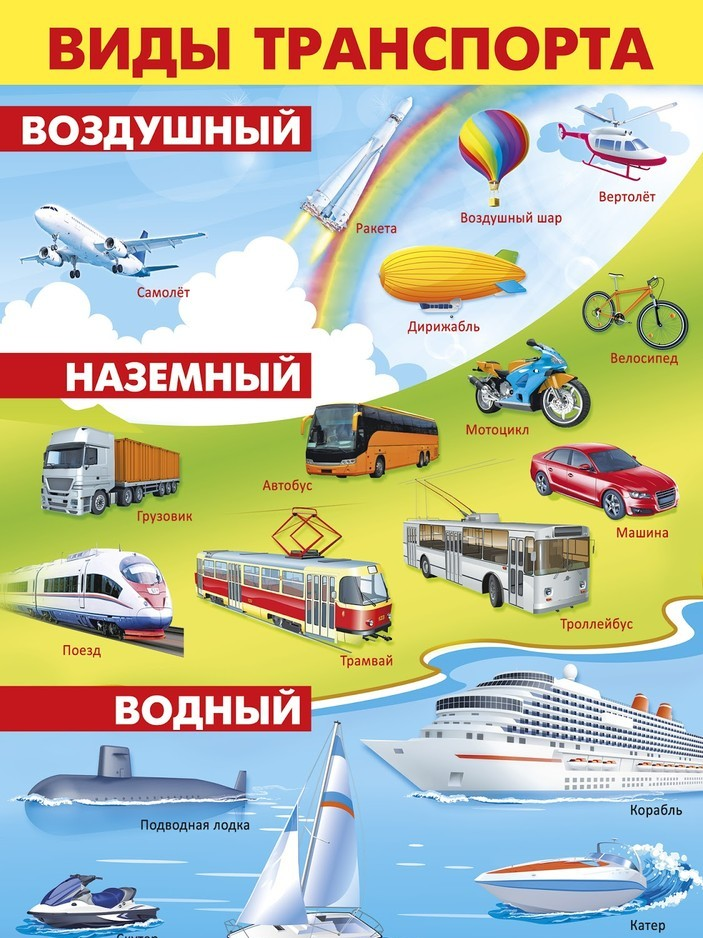 ВИДЫ ТРАНСПОРТА
ВОЗДУШНЫЙ
Вертолёт
Воздушный шар
Ракета
Самолёт
Дирижабль
Велосипед
НАЗЕМНЫЙ
Мотоцикл
Автобус
Грузовик
Машина
Троллейбус
Поезд
Трамвай
ВОДНЫЙ
Корабль
Подводная лодка
Катер